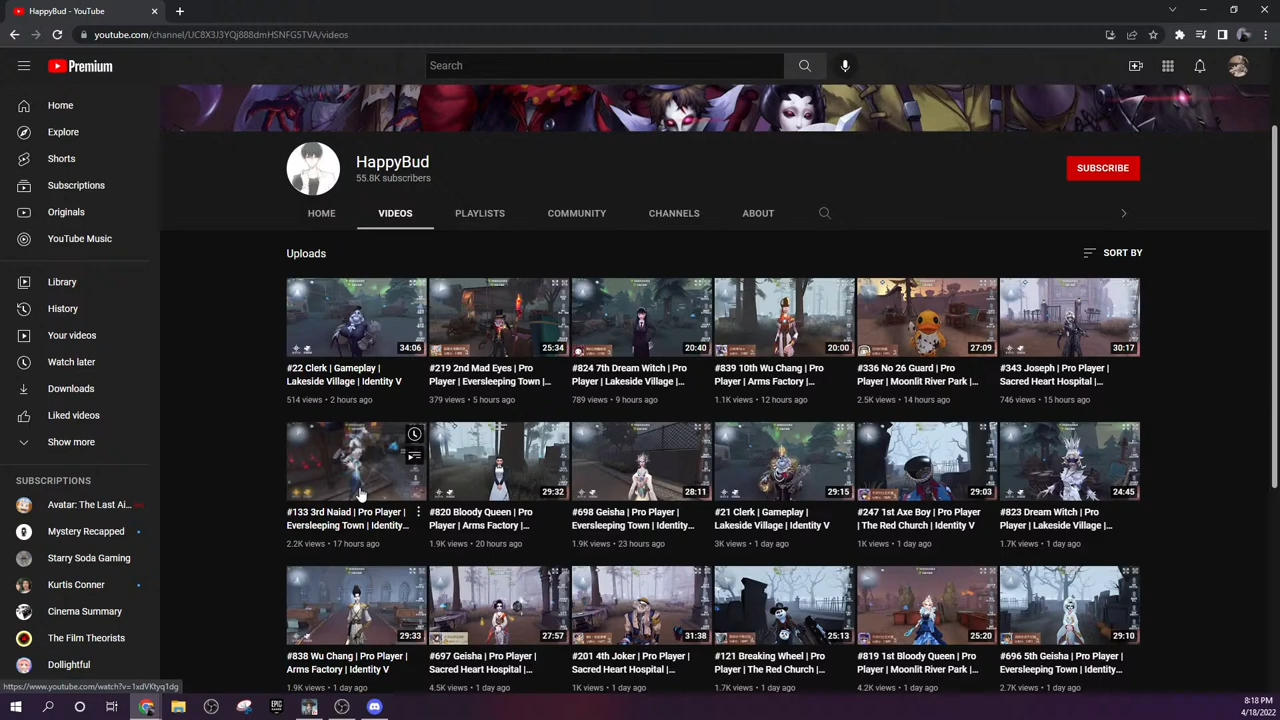 HappyBud - YouTube
youtube.com/channel/UC8X3J3YQj888dmHSNFG5TVA/videos
Premium
Search
Home
Explore
Shorts
Subscriptions
Originals
YouTube Music
Library
History
Your videos
Watch later
Downloads
Liked videos
Show more
SUBSCRIPTIONS
Avatar: The Last Ai...
Mystery Recapped
Starry Soda Gaming
Kurtis Conner
Cinema Summary
The Film Theorists
Dollightful
HappyBud
55.8K subscribers
SUBSCRIBE
HOME VIDEOS PLAYLISTS COMMUNITY CHANNELS ABOUT
Uploads
SORT BY
34:06 25:34 20:40 20:00 27:09 30:17
#22 Clerk | Gameplay |
Lakeside Village | Identity V
514 views • 2 hours ago
#219 2nd Mad Eyes | Pro
Player | Eversleeping Town |...
379 views • 5 hours ago
#824 7th Dream Witch | Pro
Player | Lakeside Village |...
789 views • 9 hours ago
#839 10th Wu Chang | Pro
Player | Arms Factory |...
1.1K views • 12 hours ago
#336 No 26 Guard | Pro
Player | Moonlit River Park |...
2.5K views • 14 hours ago
#343 Joseph | Pro Player |
Sacred Heart Hospital |...
746 views • 15 hours ago
29:32 28:11 29:15 29:03 24:45
#133 3rd Naiad | Pro Player |
Eversleeping Town | Identity...
2.2K views • 17 hours ago
#820 Bloody Queen | Pro
Player | Arms Factory |...
1.9K views • 20 hours ago
#698 Geisha | Pro Player |
Eversleeping Town | Identity...
1.9K views • 23 hours ago
#21 Clerk | Gameplay |
Lakeside Village | Identity V
3K views • 1 day ago
#247 1st Axe Boy | Pro Player
| The Red Church | Identity V
1K views • 1 day ago
#823 Dream Witch | Pro
Player | Lakeside Village |...
1.7K views • 1 day ago
29:33 27:57 31:38 25:13 25:20 29:10
#838 Wu Chang | Pro Player |
Arms Factory | Identity V
1.9K views • 1 day ago
#697 Geisha | Pro Player |
Sacred Heart Hospital |...
4.5K views • 1 day ago
#201 4th Joker | Pro Player |
Sacred Heart Hospital |...
1K views • 1 day ago
#121 Breaking Wheel | Pro
Player | The Red Church |...
1.7K views • 1 day ago
#819 1st Bloody Queen | Pro
Player | Moonlit River Park |...
4.2K views • 1 day ago
#696 5th Geisha | Pro Player |
Eversleeping Town | Identity...
2.7K views • 1 day ago
https://www.youtube.com/watch?v=1xdVKtyq1dg
EPIC
8:18 PM
4/18/2022